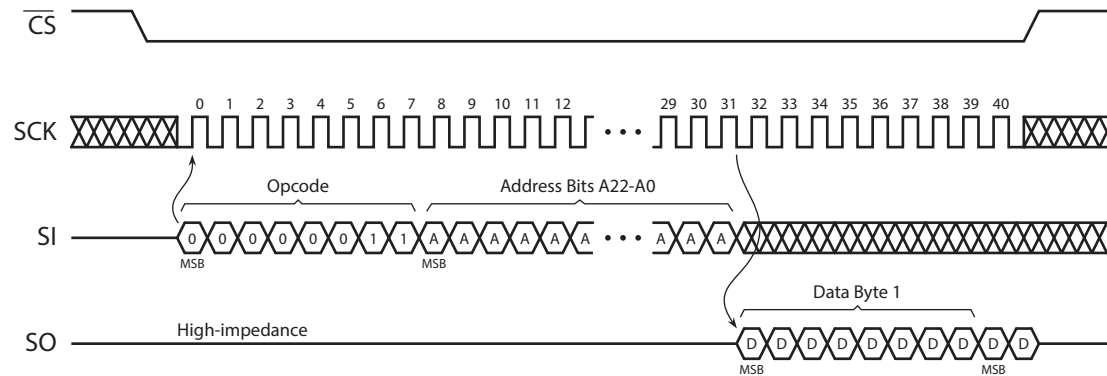 CS
0 1 2 3 4 5 6 7 8 9 10 11 12 29 30 31 32 33 34 35 36 37 38 39 40
SCK
Opcode Address Bits A22-A0
SI 0 0 0 0 0 0 1 1 A A A A A A A A A
MSB MSB
Data Byte 1
High-impedance
SO D D D D D D D D D D
MSB MSB